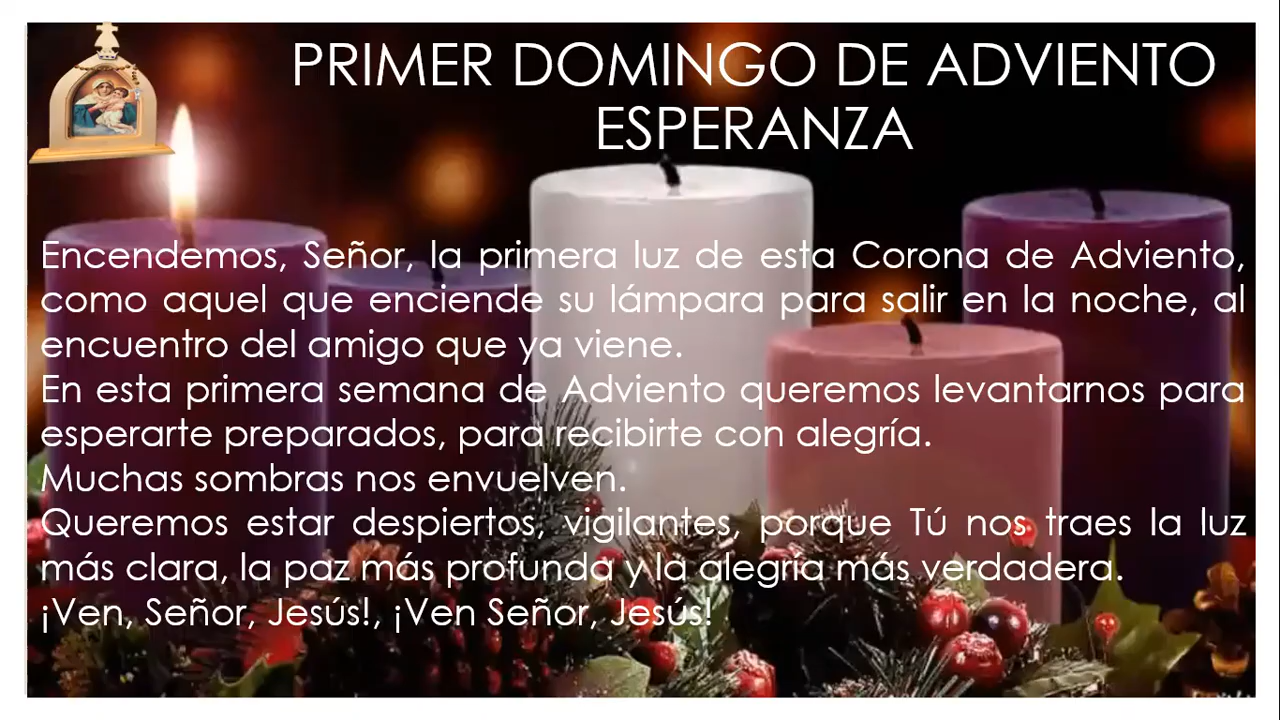 PRIMER DOMINGO DE ADVIENTO
ESPERANZA
Encendemos, Señor, la primera luz de esta Corona de Adviento,
como aquel que enciende su lámpara para salir en la noche, al
encuentro del amigo que ya viene.
En esta primera semana de Adviento queremos levantarnos para
esperarte preparados, para recibirte con alegría.
Muchas sombras nos envuelven.
Queremos estar despiertos, vigilantes, porque Tú nos traes la luz
más clara, la paz más profunda y la alegría más verdadera.
¡Ven, Señor, Jesús!, ¡Ven Señor, Jesús!